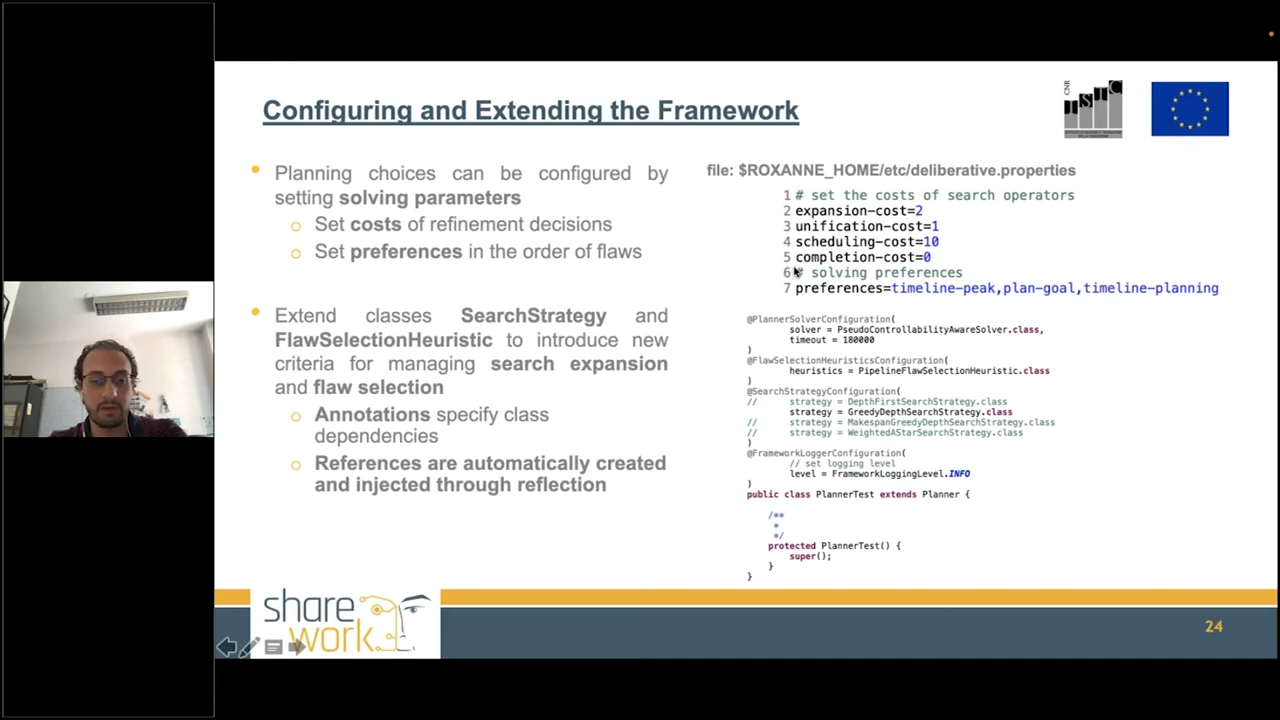 Configuring and Extending the Framework
CNR
Planning choices can be configured by
setting solving parameters
Set costs of refinement decisions
Set preferences in the order of flaws
Extend classes SearchStrategy and
FlawSelectionHeuristic to introduce new
criteria for managing search expansion
and flaw selection
Annotations specify class
dependencies
References are automatically created
and injected through reflection
file: $ROXANNE_HOME/etc/deliberative.properties
1 # set the costs of search operators
2 expansion-cost=2
3 unification-cost=1
4 scheduling-cost=10
5 completion-cost=0
6 # solving preferences
7 preferences=timeline-peak,plan-goal,timeline-planning
@PlannerSolverConfiguration(
solver = PseudoControllabilityAwareSolver.class,
timeout = 180000
)
@FlawSelectionHeuristicsConfiguration(
heuristics = PipelineFlawSelectionHeuristic.class
)
@SearchStrategyConfiguration(
// strategy = DepthFirstSearchStrategy.class
strategy = GreedyDepthSearchStrategy.class
// strategy = MakespanGreedyDepthSearchStrategy.class
// strategy = WeightedAStarSearchStrategy.class
)
@FrameworkLoggerConfiguration(
// set logging level
level = FrameworkLoggingLevel.INFO
)
public class PlannerTest extends Planner {
/**
*
*/
protected PlannerTest() {
super();
}
}
share
work
24